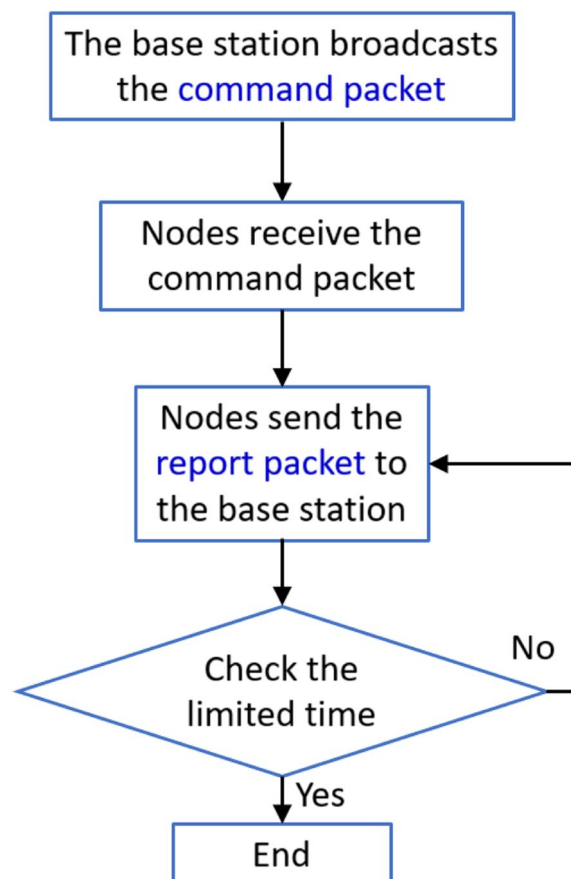 The base station broadcasts
the command packet
Nodes receive the
command packet
Nodes send the
report packet to
the base station
Check the
limited time
No
Yes
End